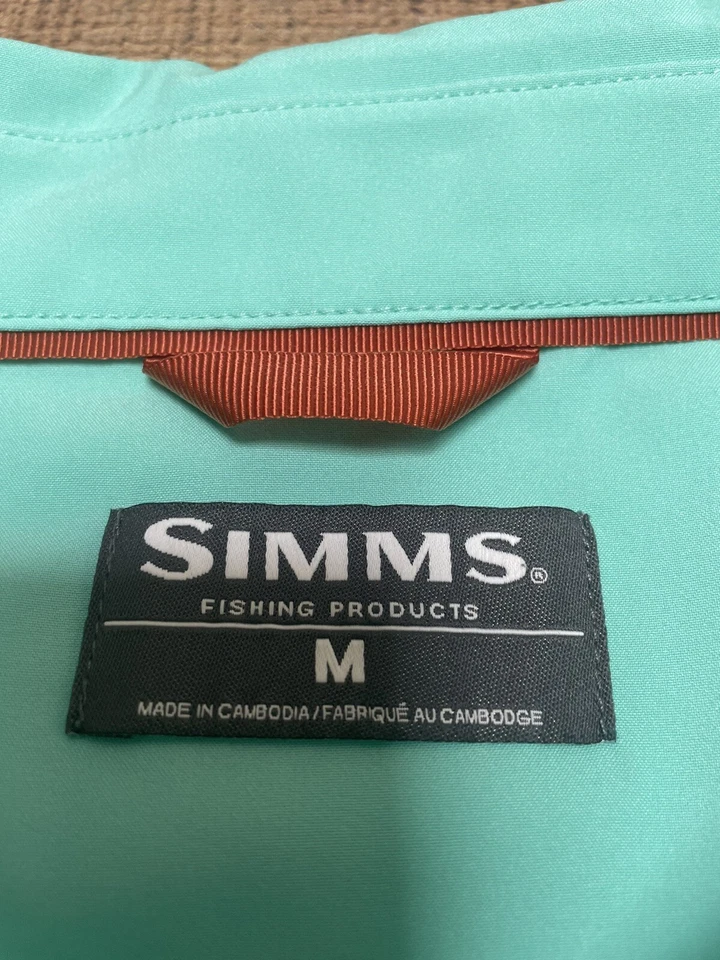 SIMMS®
FISHING PRODUCTS
M
MADE IN CAMBODIA/FABRIQUÉ AU CAMBODGE